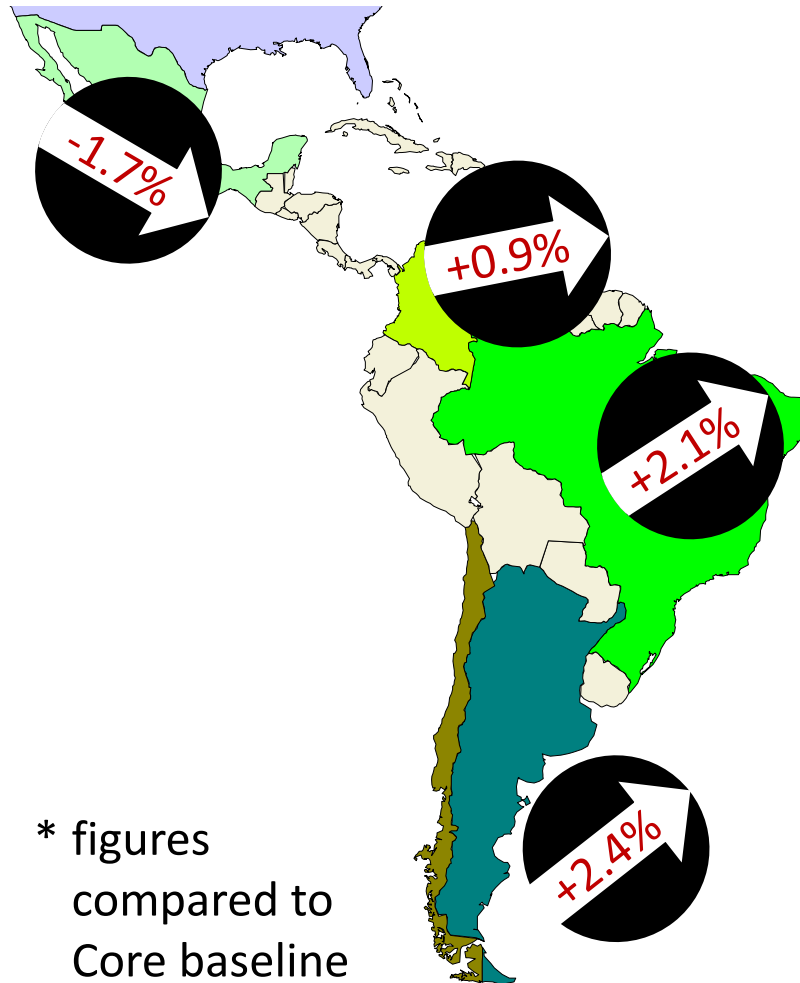 -1.7%
+0.9%
+2.1%
+2.4%
* figures
compared to
Core baseline